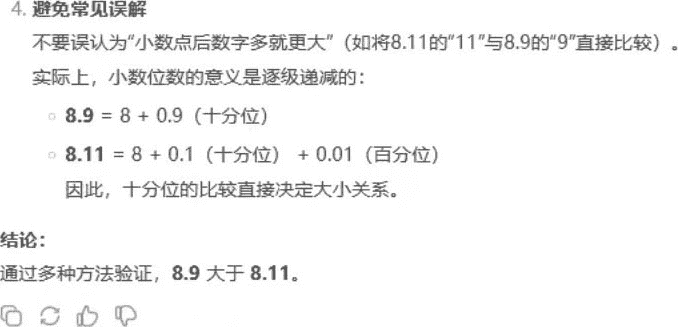 4. 避免常见误解
不要误认为“小数点后数字多就更大”（如将8.11的“11”与8.9的“9”直接比较）。
实际上，小数位数的意义是逐级递减的：
○ 8.9 = 8 + 0.9（十分位）
○ 8.11 = 8 + 0.1（十分位） + 0.01（百分位）
因此，十分位的比较直接决定大小关系。
结论：
通过多种方法验证，8.9 大于 8.11。